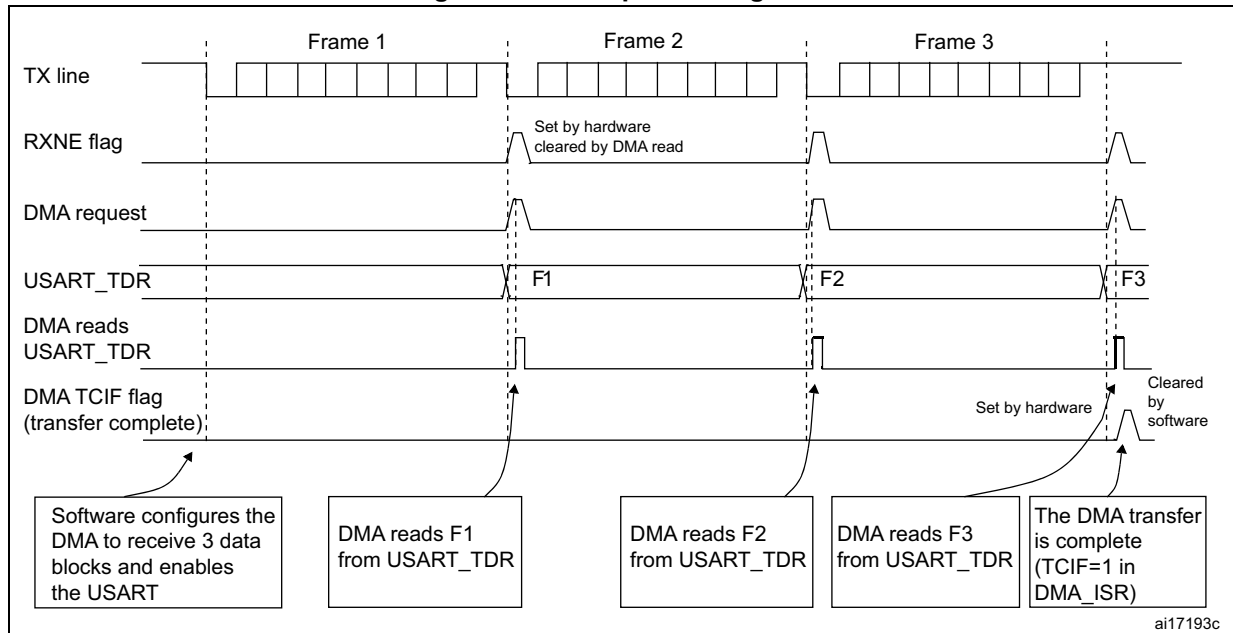 Frame 1
Frame 2
Frame 3
TX line
RXNE flag
Set by hardware
cleared by DMA read
DMA request
USART_TDR
F1
F2
F3
DMA reads
USART_TDR
DMA TCIF flag
(transfer complete)
Set by hardware
Cleared
by
software
Software configures the
DMA to receive 3 data
blocks and enables
the USART
DMA reads F1
from USART_TDR
DMA reads F2
from USART_TDR
DMA reads F3
from USART_TDR
The DMA transfer
is complete
(TCIF=1 in
DMA_ISR)
ai17193c